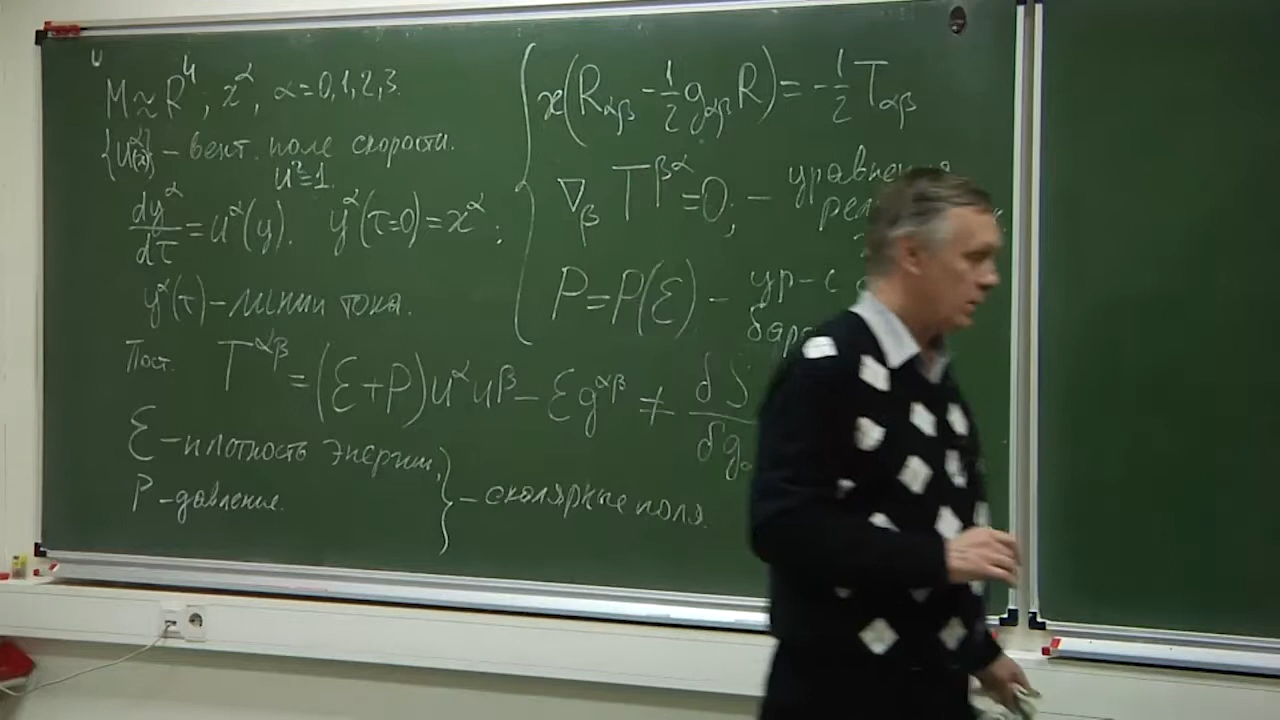 M ≈ R⁴; x^α, α = 0,1,2,3.
{u^α(x)} – вект. поле скорости.
u²=1.
dy^α/dτ = u^α(y). y^α(τ=0) = x^α;
y^α(τ) – линии тока.
Пост. T^{αβ} = (ℰ+P)u^α u^β – ℰg^{αβ} ≠ δS/δg
ℰ – плотность энергии,
P – давление. } – скалярные поля.
ϰ(R_{αβ} – ½ g_{αβ} R) = –½ T_{αβ}
∇_β T^{βα} = 0; –
P = P(ℰ) – ур-е